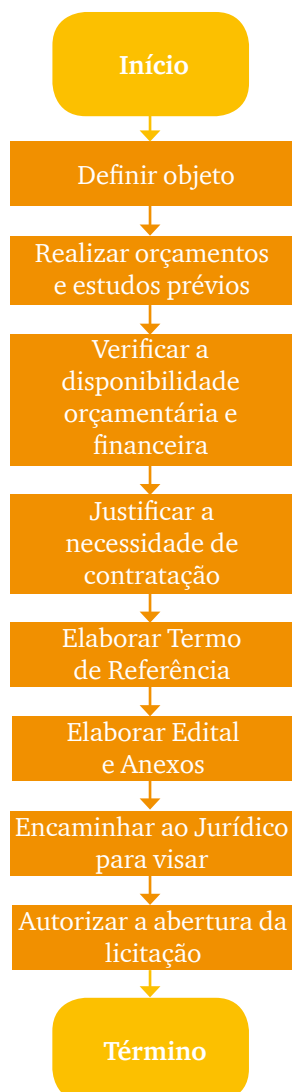 Início
Definir objeto
Realizar orçamentos
e estudos prévios
Verificar a
disponibilidade
orçamentária e
financeira
Justificar a
necessidade de
contratação
Elaborar Termo
de Referência
Elaborar Edital
e Anexos
Encaminhar ao Jurídico
para visar
Autorizar a abertura da
licitação
Término